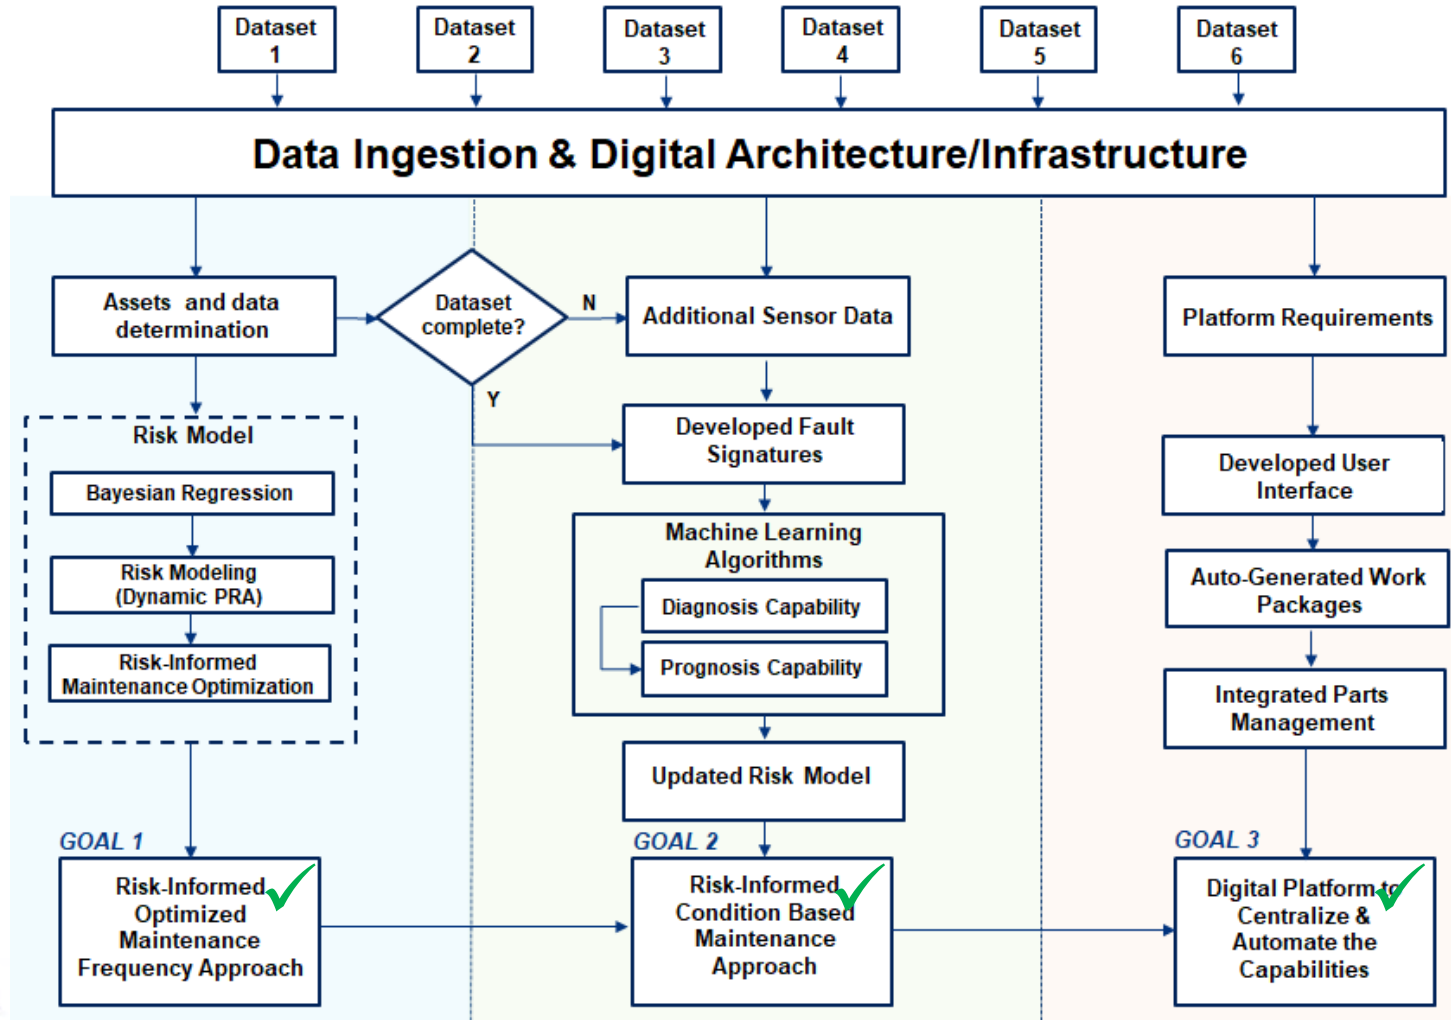 Dataset
1
Dataset
2
Dataset
3
Dataset
4
Dataset
5
Dataset
6
Data Ingestion & Digital Architecture/Infrastructure
Assets and data
determination
Dataset
complete?
N
Y
Additional Sensor Data
Platform Requirements
Risk Model
Bayesian Regression
Risk Modeling
(Dynamic PRA)
Risk-Informed
Maintenance Optimization
Developed Fault
Signatures
Machine Learning
Algorithms
Diagnosis Capability
Prognosis Capability
Updated Risk Model
Developed User
Interface
Auto-Generated Work
Packages
Integrated Parts
Management
GOAL 1
Risk-Informed
Optimized
Maintenance
Frequency Approach
GOAL 2
Risk-Informed
Condition Based
Maintenance
Approach
GOAL 3
Digital Platform to
Centralize &
Automate the
Capabilities